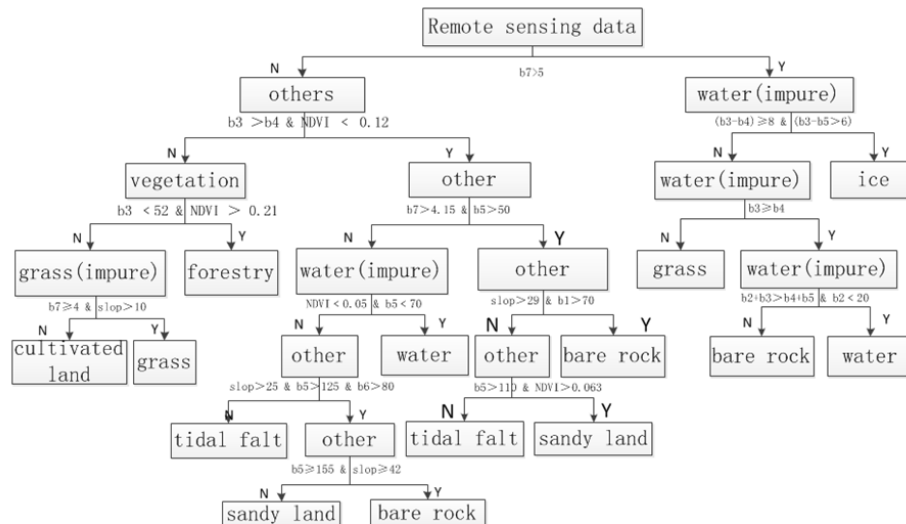 Remote sensing data
N b7>5 Y
others water(impure)
b3 >b4 & NDVI < 0.12 (b3-b4)≥8 & (b3-b5>6)
N Y N Y
vegetation other water(impure) ice
b3 <52 & NDVI > 0.21 b7>4.15 & b5>50 b3≥b4
N Y N Y N Y
grass(impure) forestry water(impure) other grass water(impure)
b7≥4 & slop>10 NDVI<0.05 & b5<70 slop>29 & b1>70 b2+b3>b4+b5 & b2<20
N Y N Y N Y N Y
cultivated land grass other water other bare rock bare rock water
slop>25 & b5>125 & b6>80 b5>110 & NDVI>0.063
N Y N Y
tidal falt other tidal falt sandy land
b5≥155 & slop≥42
N Y
sandy land bare rock